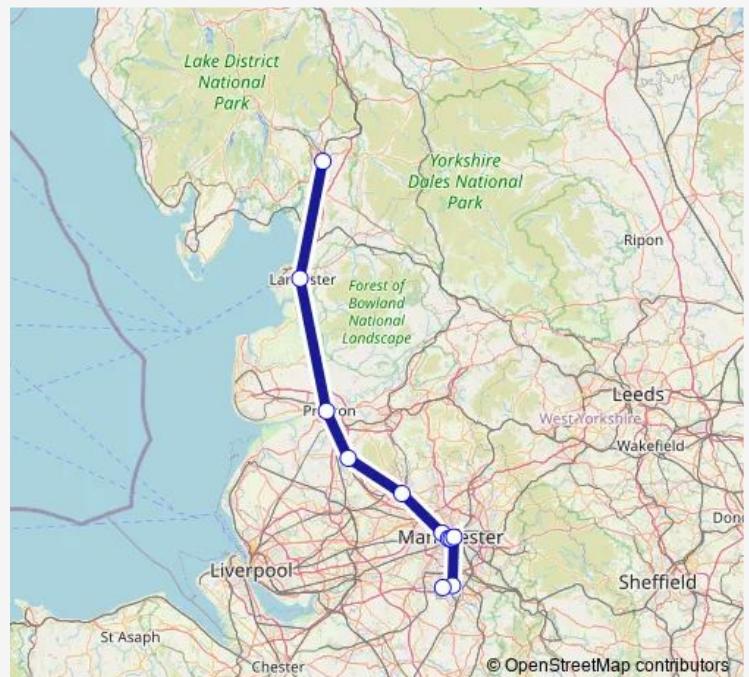 Lake District
National
Park
Yorkshire
Dales National
Park
Ripon
Forest of
Bowland
National
Landscape
Leeds
West Yorkshire
Wakefield
Liverpool
Sheffield
St Asaph
Chester
© OpenStreetMap contributors